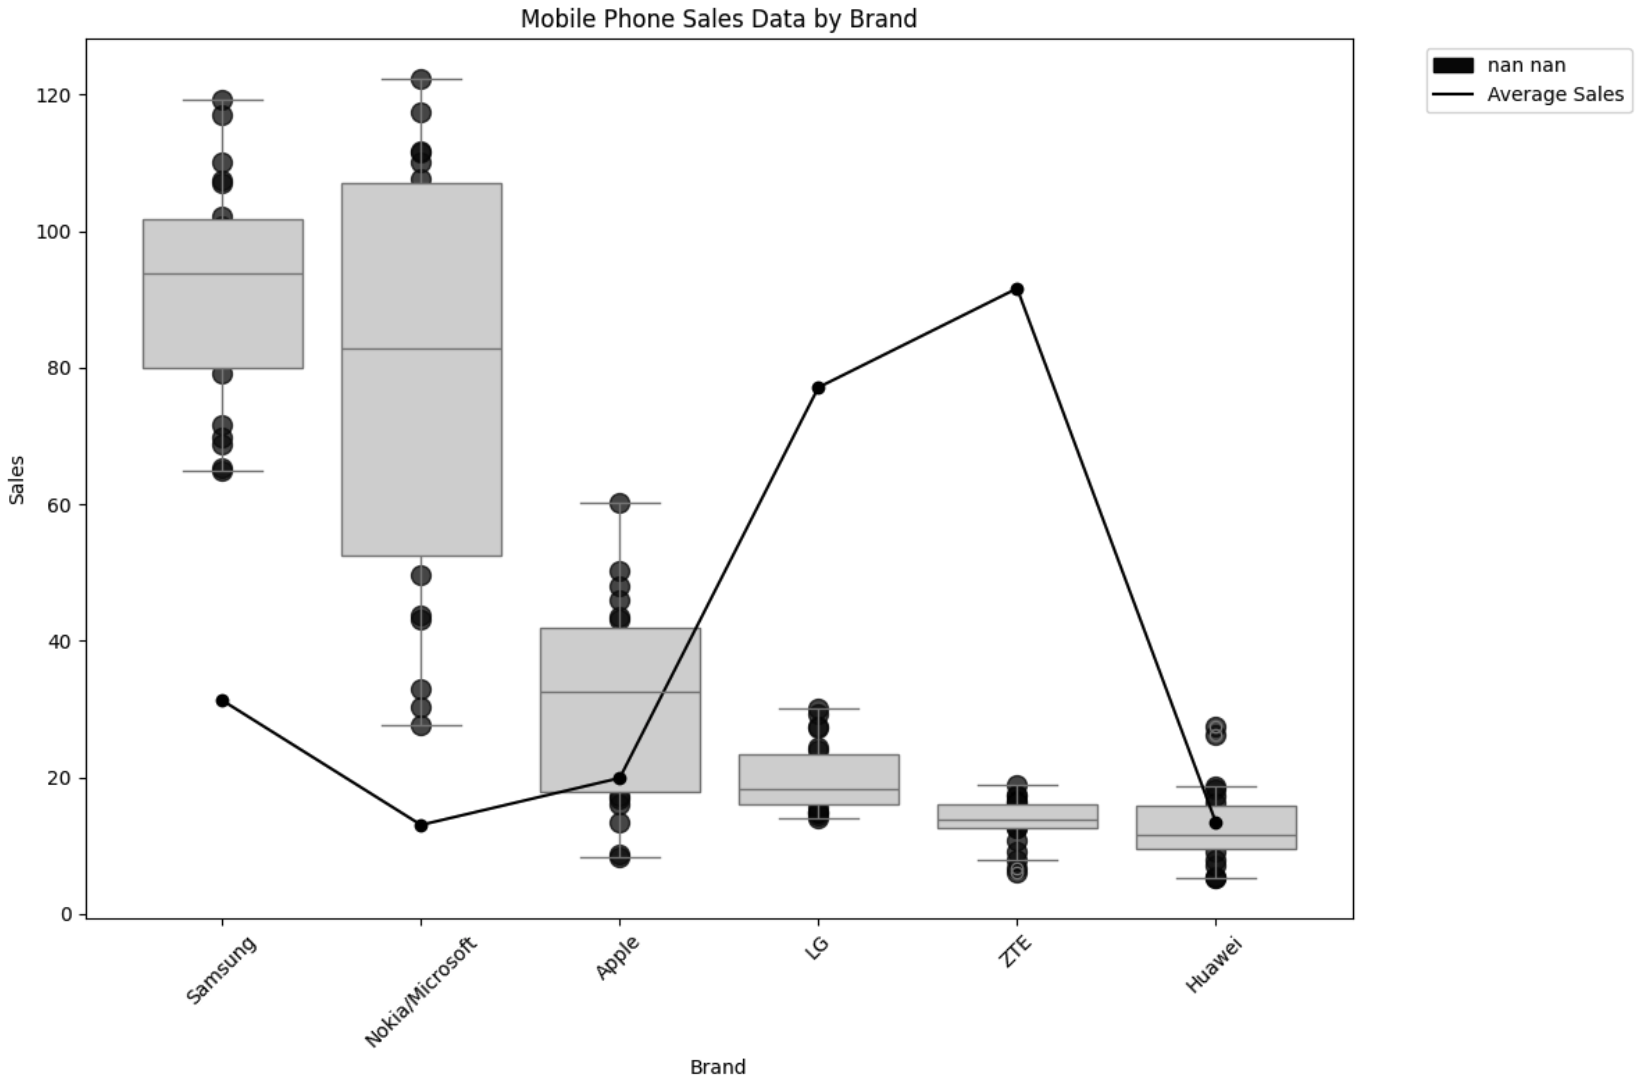 Mobile Phone Sales Data by Brand
nan nan
Average Sales
120
100
80
60
40
20
0
Sales
Samsung
Nokia/Microsoft
Apple
LG
ZTE
Huawei
Brand